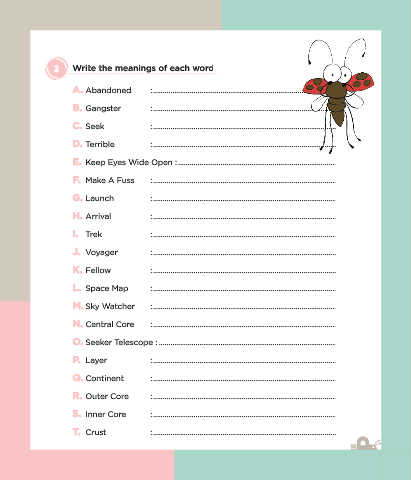 3 Write the meanings of each word
A. Abandoned :
B. Gangster :
C. Seek :
D. Terrible :
E. Keep Eyes Wide Open :
F. Make A Fuss :
G. Launch :
H. Arrival :
I. Trek :
J. Voyager :
K. Fellow :
L. Space Map :
M. Sky Watcher :
N. Central Core :
O. Seeker Telescope :
P. Layer :
Q. Continent :
R. Outer Core :
S. Inner Core :
T. Crust :